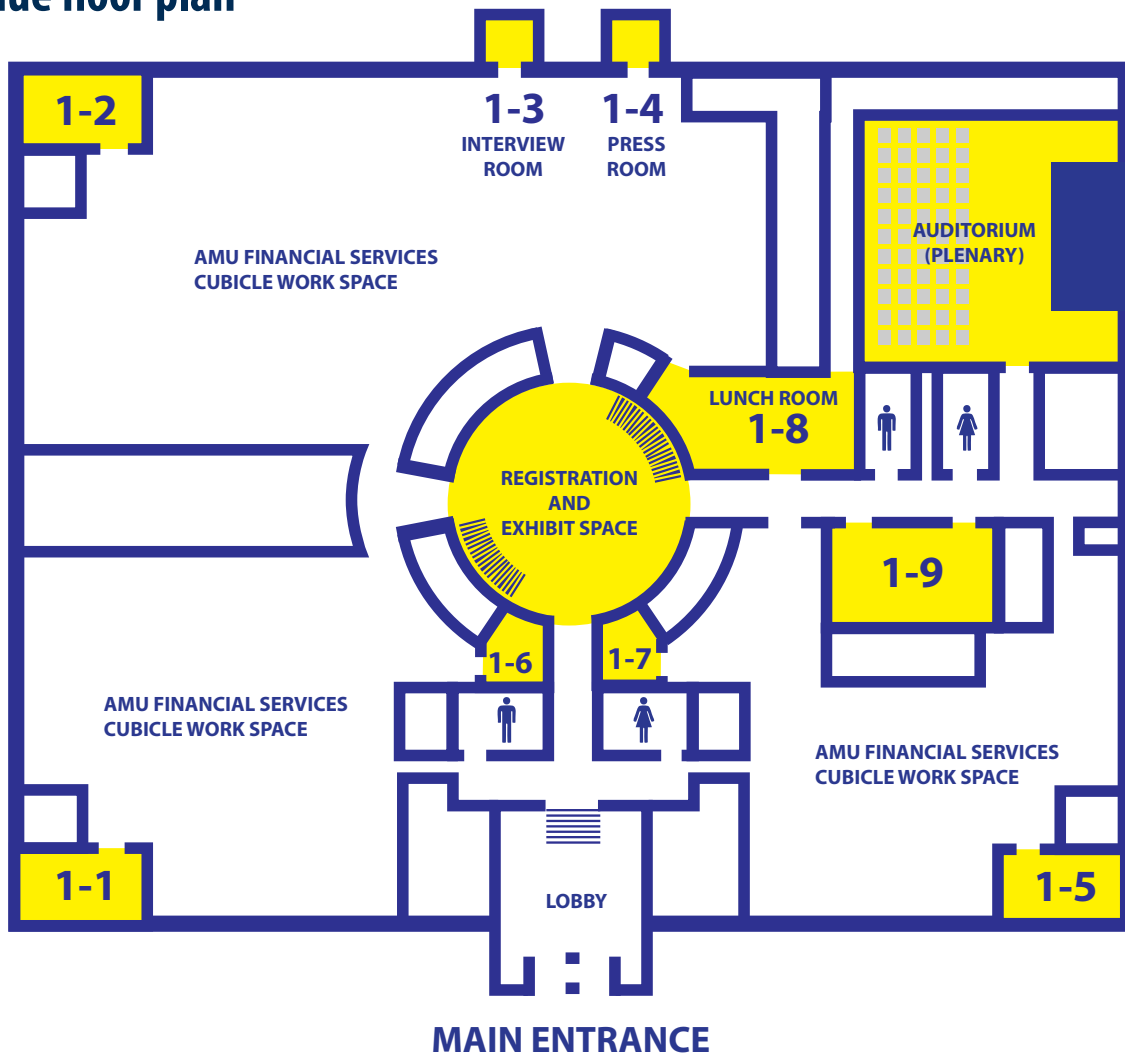 floor plan
1-2
1-3
INTERVIEW
ROOM
1-4
PRESS
ROOM
AUDITORIUM
(PLENARY)
AMU FINANCIAL SERVICES
CUBICLE WORK SPACE
LUNCH ROOM
1-8
REGISTRATION
AND
EXHIBIT SPACE
1-9
1-6
1-7
AMU FINANCIAL SERVICES
CUBICLE WORK SPACE
AMU FINANCIAL SERVICES
CUBICLE WORK SPACE
1-1
LOBBY
1-5
MAIN ENTRANCE